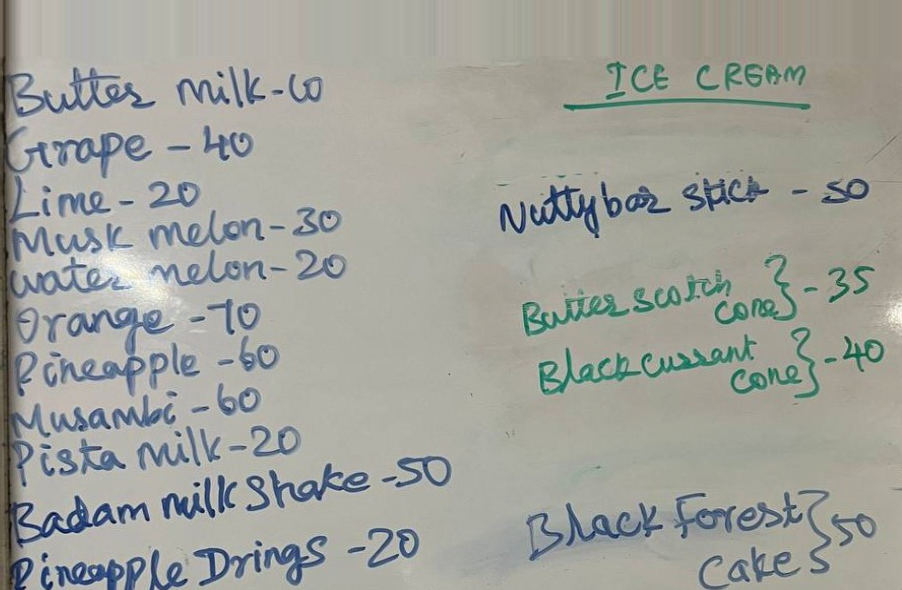 Butter milk-60
Grape - 40
Lime - 20
Musk melon-30
water melon-20
Orange -70
Pineapple -60
Musambi -60
Pista milk-20
Badam milk Shake -50
Pineapple Drings -20
ICE CREAM
Nuttybar stick - 50
Butter scotch
cone} - 35
Black cussant
cone} -40
Black Forest
Cake} 50